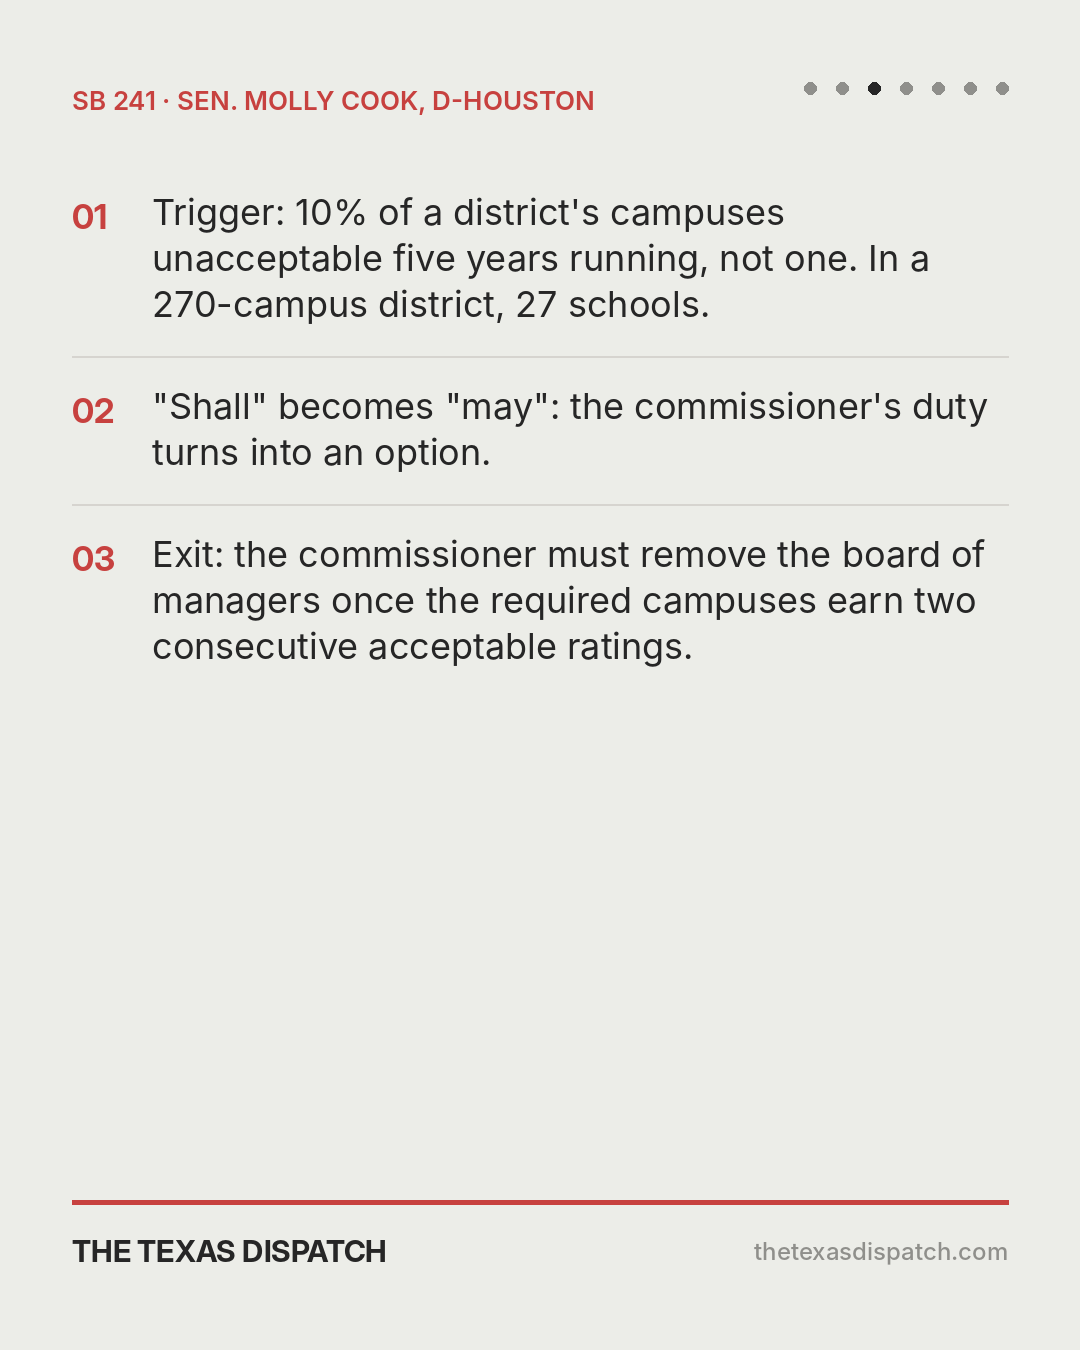 SB 241 · SEN. MOLLY COOK, D-HOUSTON
01 Trigger: 10% of a district's campuses
unacceptable five years running, not one. In a
270-campus district, 27 schools.
02 "Shall" becomes "may": the commissioner's duty
turns into an option.
03 Exit: the commissioner must remove the board of
managers once the required campuses earn two
consecutive acceptable ratings.
THE TEXAS DISPATCH
thetexasdispatch.com